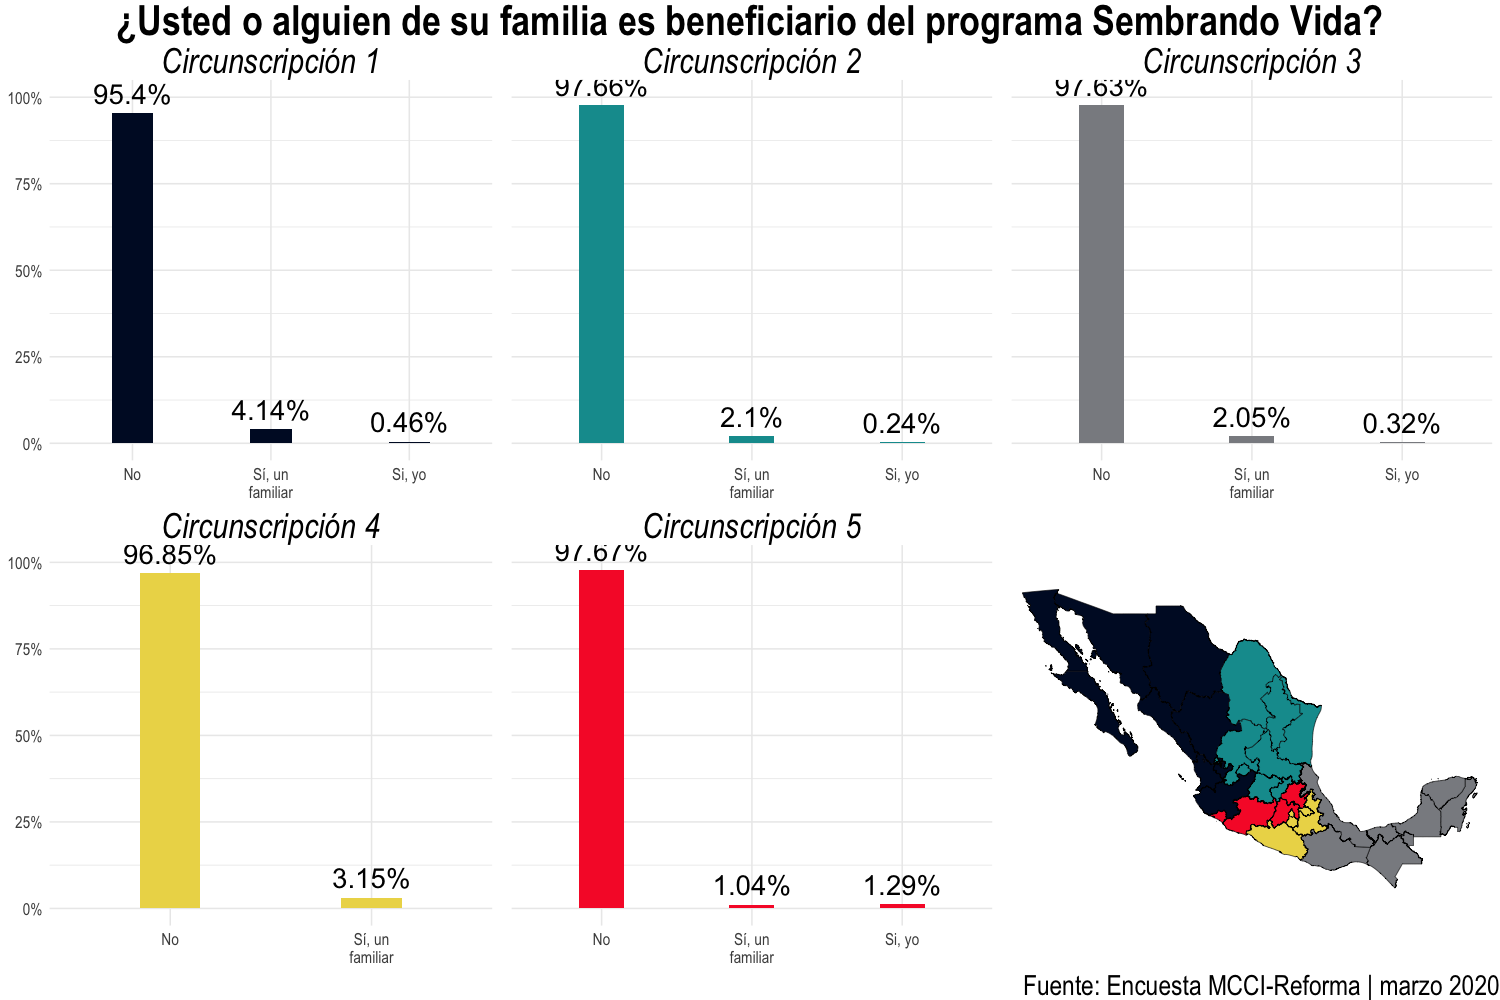 ¿Usted o alguien de su familia es beneficiario del programa Sembrando Vida?
Circunscripción 1
Circunscripción 2
Circunscripción 3
100%
75%
50%
25%
0%
95.4%
4.14%
0.46%
No
Sí, un
familiar
Si, yo
97.66%
2.1%
0.24%
No
Sí, un
familiar
Si, yo
97.63%
2.05%
0.32%
No
Sí, un
familiar
Si, yo
Circunscripción 4
Circunscripción 5
100%
75%
50%
25%
0%
96.85%
3.15%
No
Sí, un
familiar
97.67%
1.04%
1.29%
No
Sí, un
familiar
Si, yo
Fuente: Encuesta MCCI-Reforma | marzo 2020